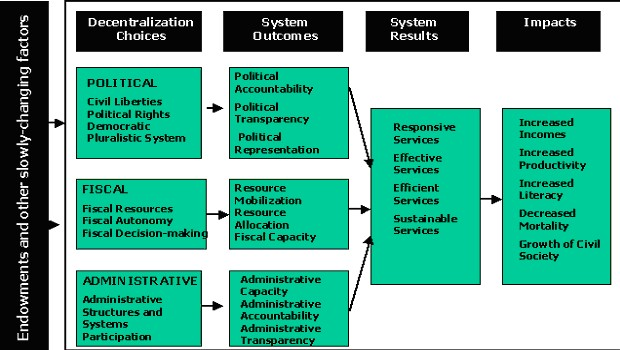 Endowments and other slowly-changing factors
Decentralization
Choices
System
Outcomes
System
Results
Impacts
POLITICAL
Civil Liberties
Political Rights
Democratic
Pluralistic System
Political
Accountability
Political
Transparency
Political
Representation
FISCAL
Fiscal Resources
Fiscal Autonomy
Fiscal Decision-making
Resource
Mobilization
Resource
Allocation
Fiscal Capacity
ADMINISTRATIVE
Administrative
Structures and
Systems
Participation
Administrative
Capacity
Administrative
Accountability
Administrative
Transparency
Responsive
Services
Effective
Services
Efficient
Services
Sustainable
Services
Increased
Incomes
Increased
Productivity
Increased
Literacy
Decreased
Mortality
Growth of Civil
Society